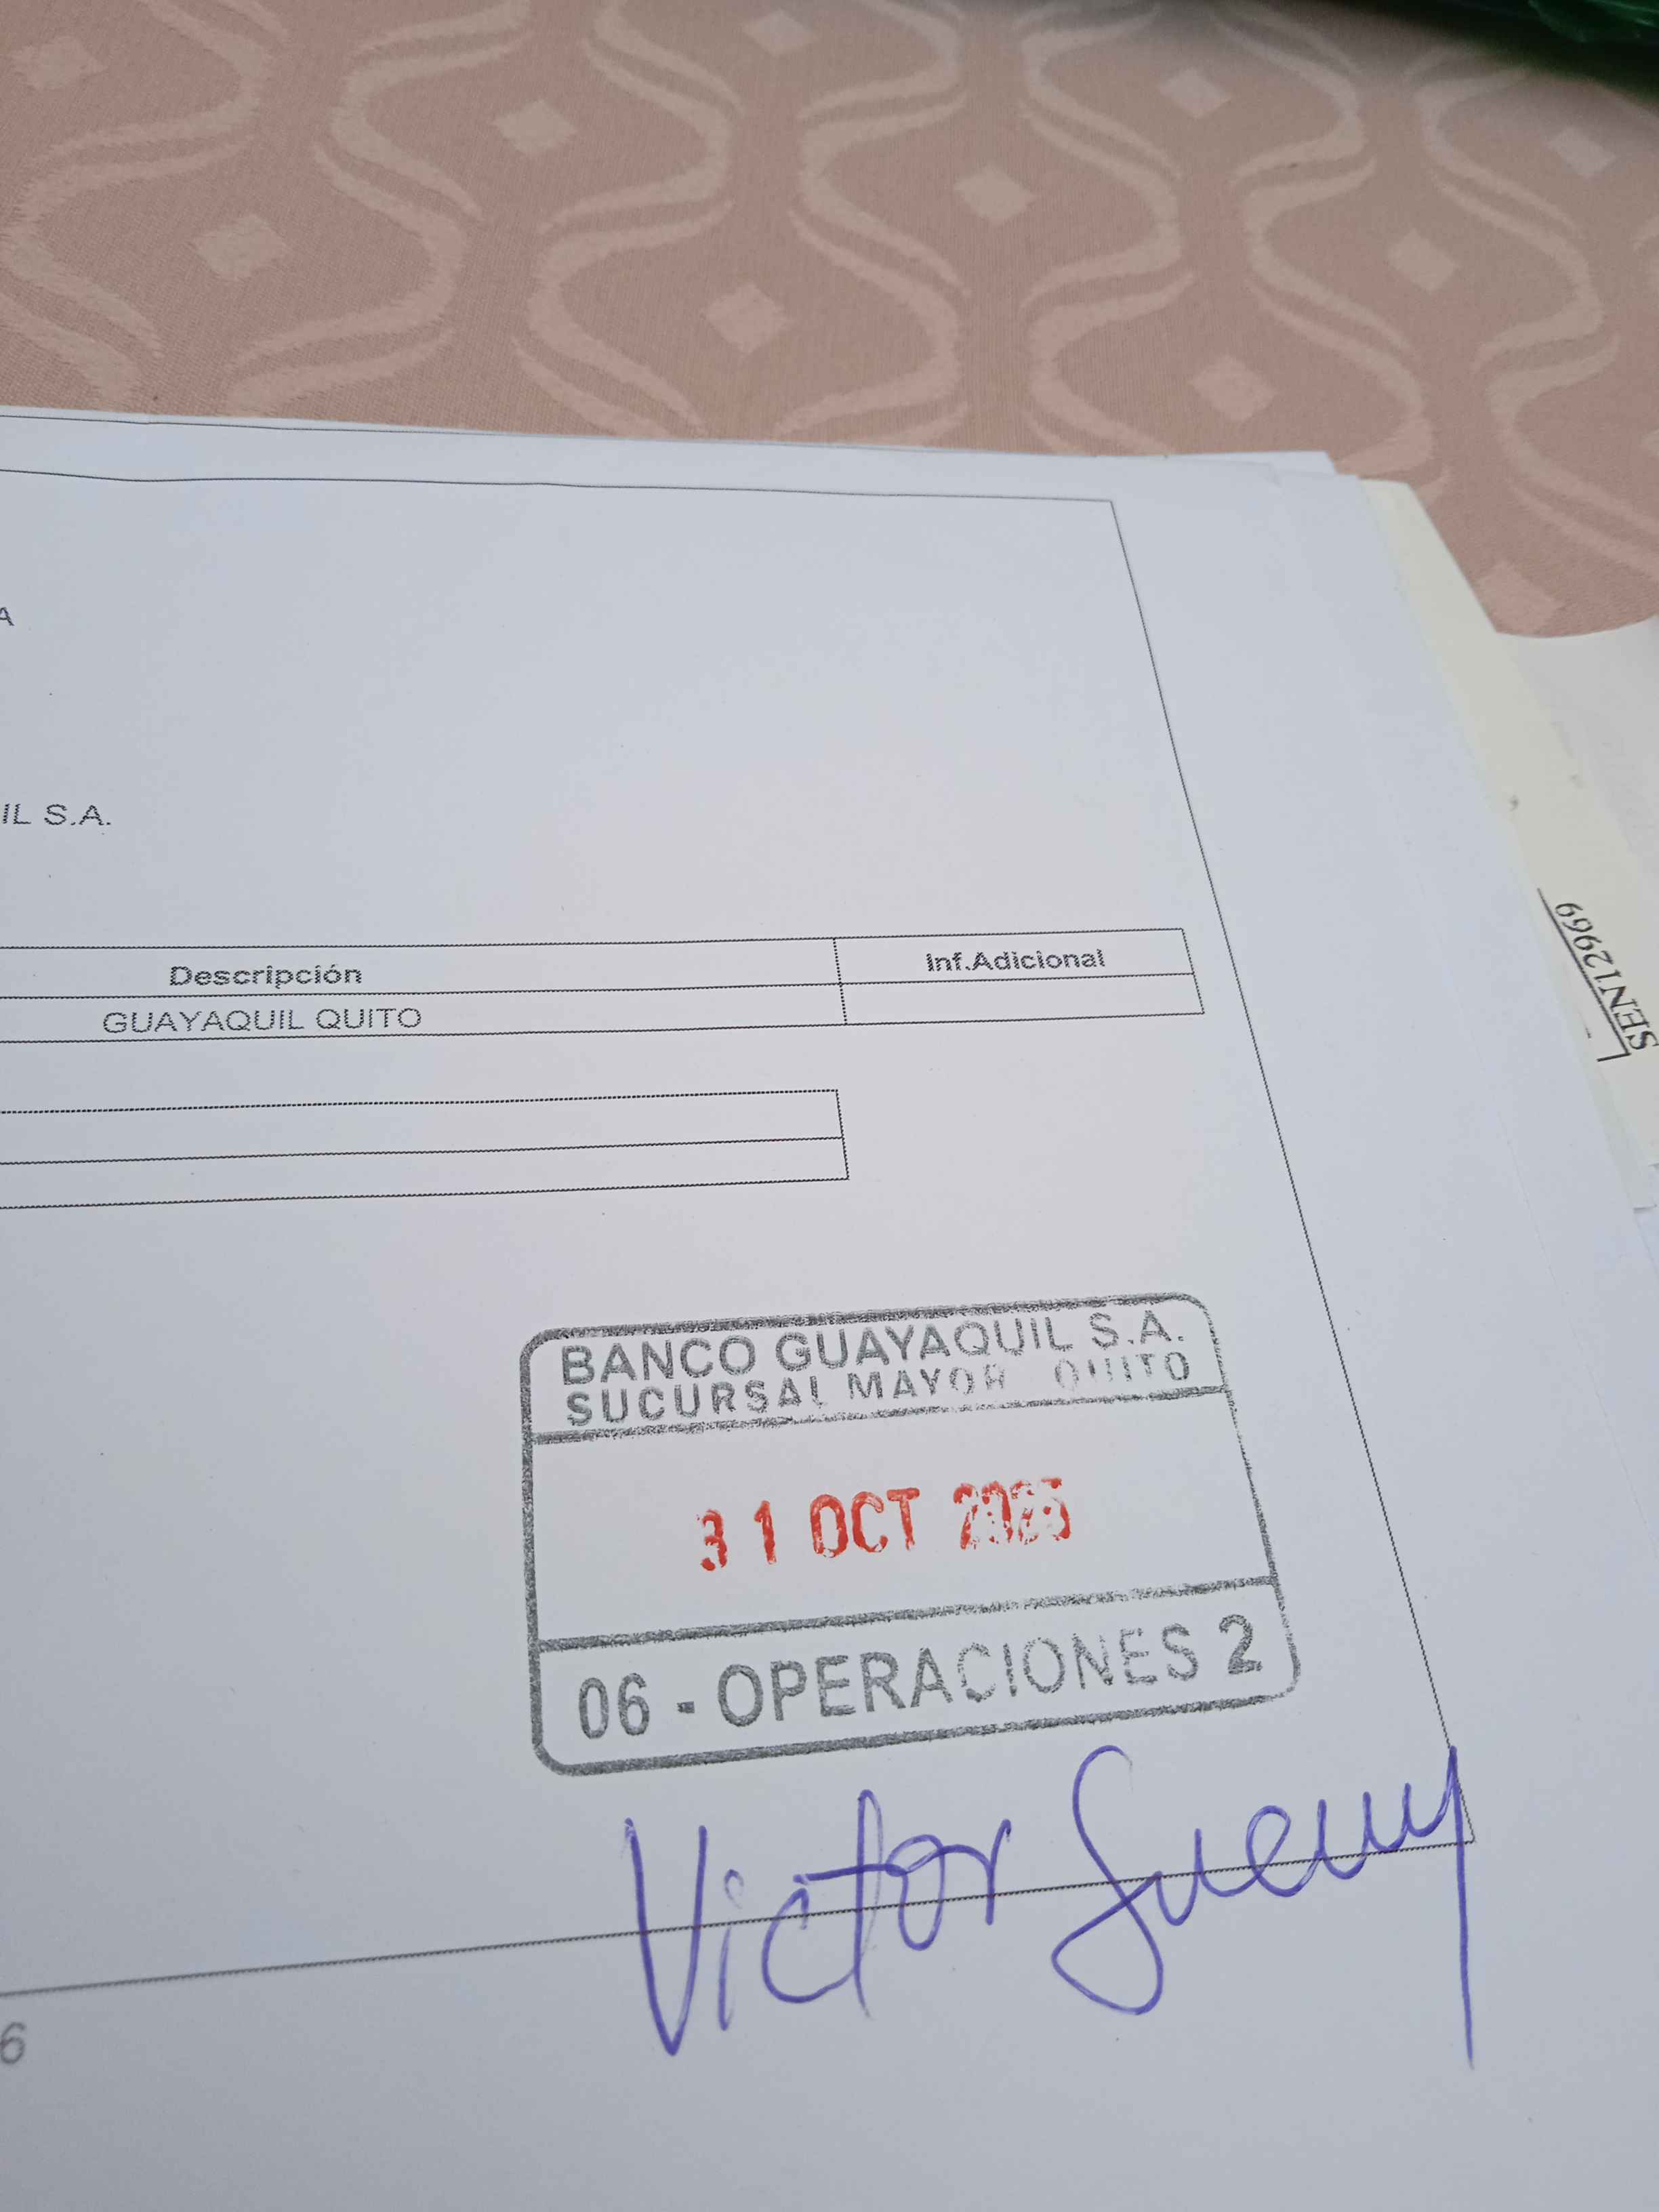 A
IL S.A.
Descripción Inf.Adicional
GUAYAQUIL QUITO
SEN12969
BANCO GUAYAQUIL S.A.
SUCURSAL MAYOR QUITO
31 OCT 2025
06 - OPERACIONES 2
Victor
6